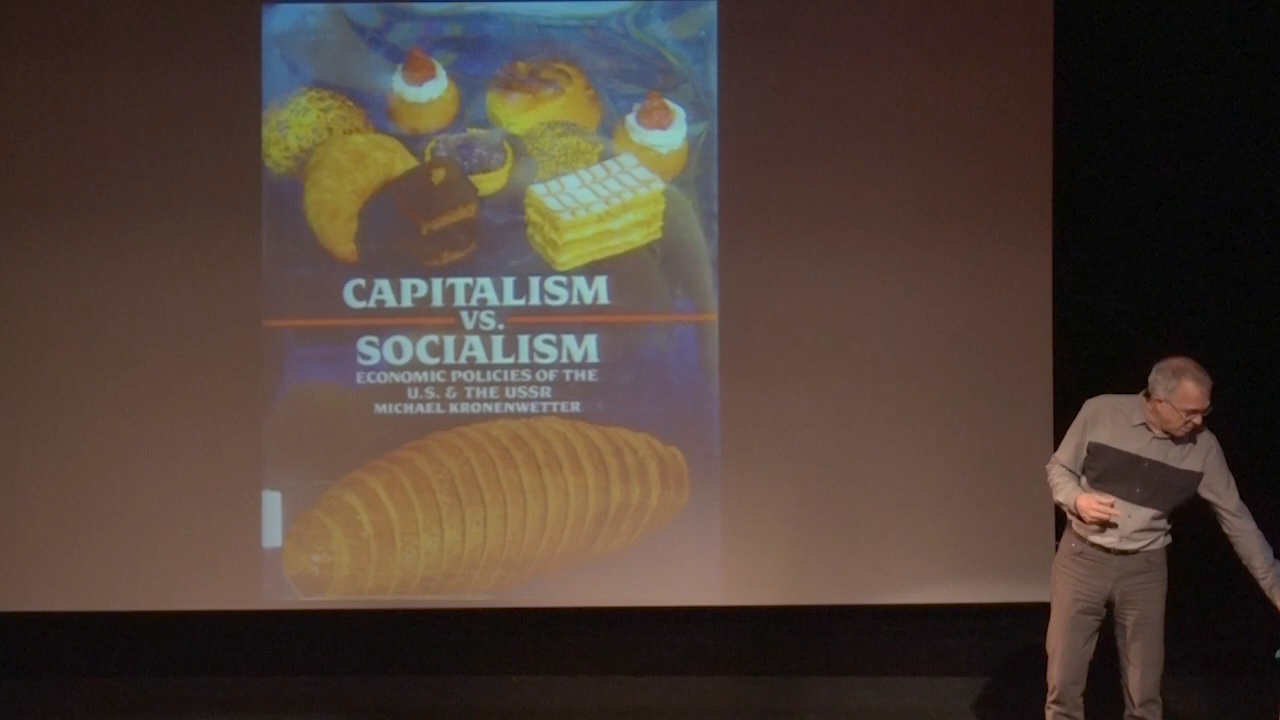 CAPITALISM
VS.
SOCIALISM
ECONOMIC POLICIES OF THE
U.S. & THE USSR
MICHAEL KRONENWETTER